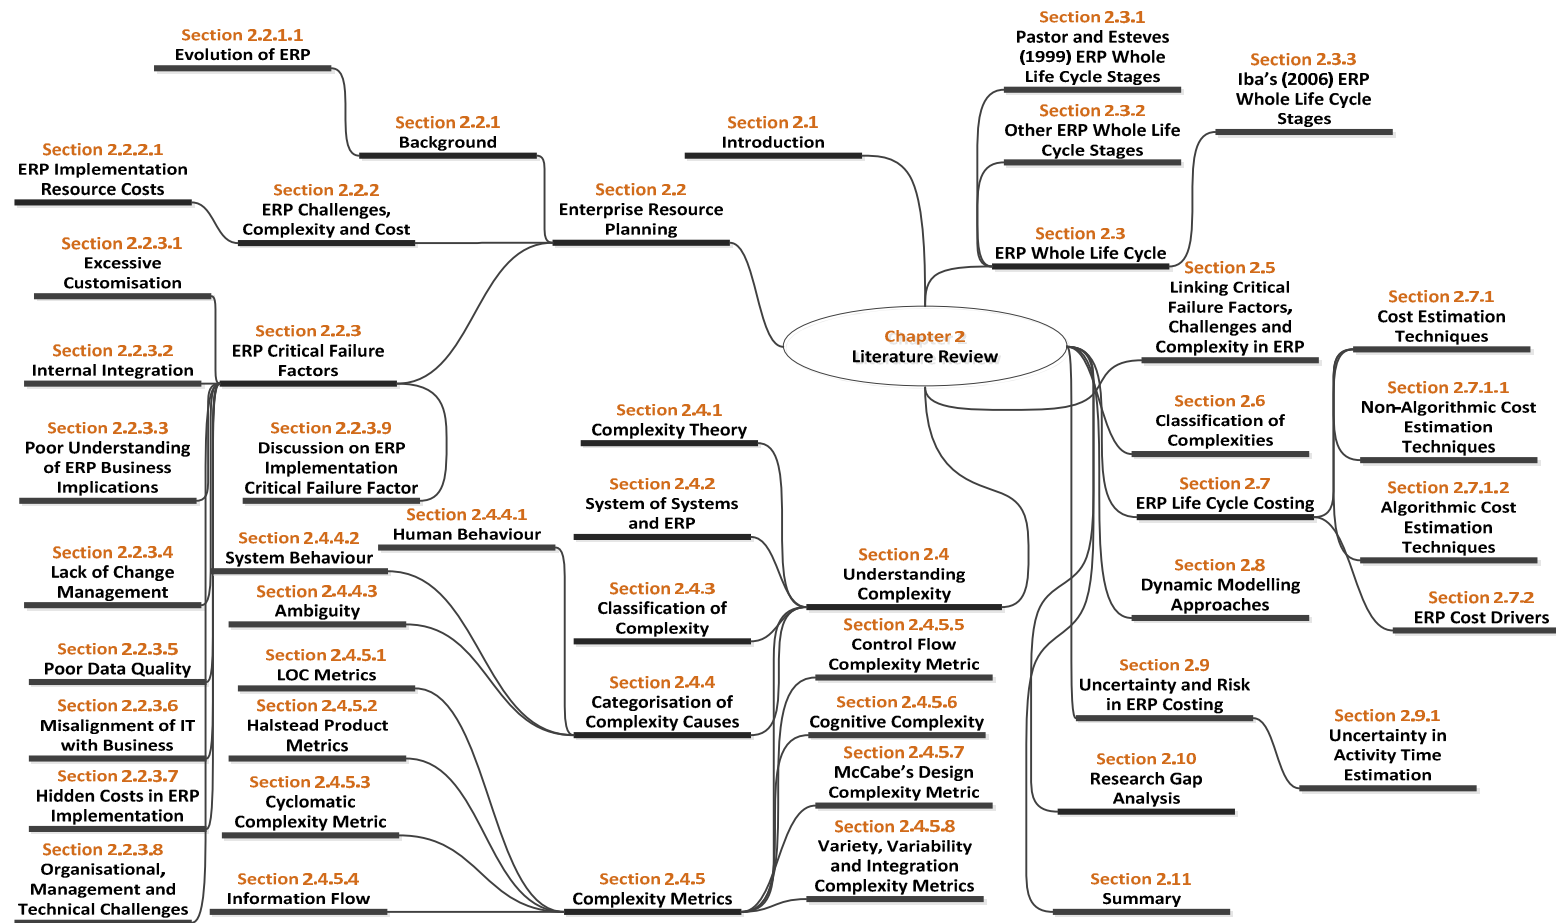 Chapter 2
Literature Review
Section 2.1
Introduction
Section 2.2
Enterprise Resource
Planning
Section 2.2.1
Background
Section 2.2.1.1
Evolution of ERP
Section 2.2.2
ERP Challenges,
Complexity and Cost
Section 2.2.2.1
ERP Implementation
Resource Costs
Section 2.2.3
ERP Critical Failure
Factors
Section 2.2.3.1
Excessive
Customisation
Section 2.2.3.2
Internal Integration
Section 2.2.3.3
Poor Understanding
of ERP Business
Implications
Section 2.2.3.4
Lack of Change
Management
Section 2.2.3.5
Poor Data Quality
Section 2.2.3.6
Misalignment of IT
with Business
Section 2.2.3.7
Hidden Costs in ERP
Implementation
Section 2.2.3.8
Organisational,
Management and
Technical Challenges
Section 2.2.3.9
Discussion on ERP
Implementation
Critical Failure Factor
Section 2.3
ERP Whole Life Cycle
Section 2.3.1
Pastor and Esteves
(1999) ERP Whole
Life Cycle Stages
Section 2.3.2
Other ERP Whole Life
Cycle Stages
Section 2.3.3
Iba's (2006) ERP
Whole Life Cycle
Stages
Section 2.4
Understanding
Complexity
Section 2.4.1
Complexity Theory
Section 2.4.2
System of Systems
and ERP
Section 2.4.3
Classification of
Complexity
Section 2.4.4
Categorisation of
Complexity Causes
Section 2.4.4.1
Human Behaviour
Section 2.4.4.2
System Behaviour
Section 2.4.4.3
Ambiguity
Section 2.4.5
Complexity Metrics
Section 2.4.5.1
LOC Metrics
Section 2.4.5.2
Halstead Product
Metrics
Section 2.4.5.3
Cyclomatic
Complexity Metric
Section 2.4.5.4
Information Flow
Section 2.4.5.5
Control Flow
Complexity Metric
Section 2.4.5.6
Cognitive Complexity
Section 2.4.5.7
McCabe's Design
Complexity Metric
Section 2.4.5.8
Variety, Variability
and Integration
Complexity Metrics
Section 2.5
Linking Critical
Failure Factors,
Challenges and
Complexity in ERP
Section 2.6
Classification of
Complexities
Section 2.7
ERP Life Cycle Costing
Section 2.7.1
Cost Estimation
Techniques
Section 2.7.1.1
Non-Algorithmic Cost
Estimation
Techniques
Section 2.7.1.2
Algorithmic Cost
Estimation
Techniques
Section 2.7.2
ERP Cost Drivers
Section 2.8
Dynamic Modelling
Approaches
Section 2.9
Uncertainty and Risk
in ERP Costing
Section 2.9.1
Uncertainty in
Activity Time
Estimation
Section 2.10
Research Gap
Analysis
Section 2.11
Summary